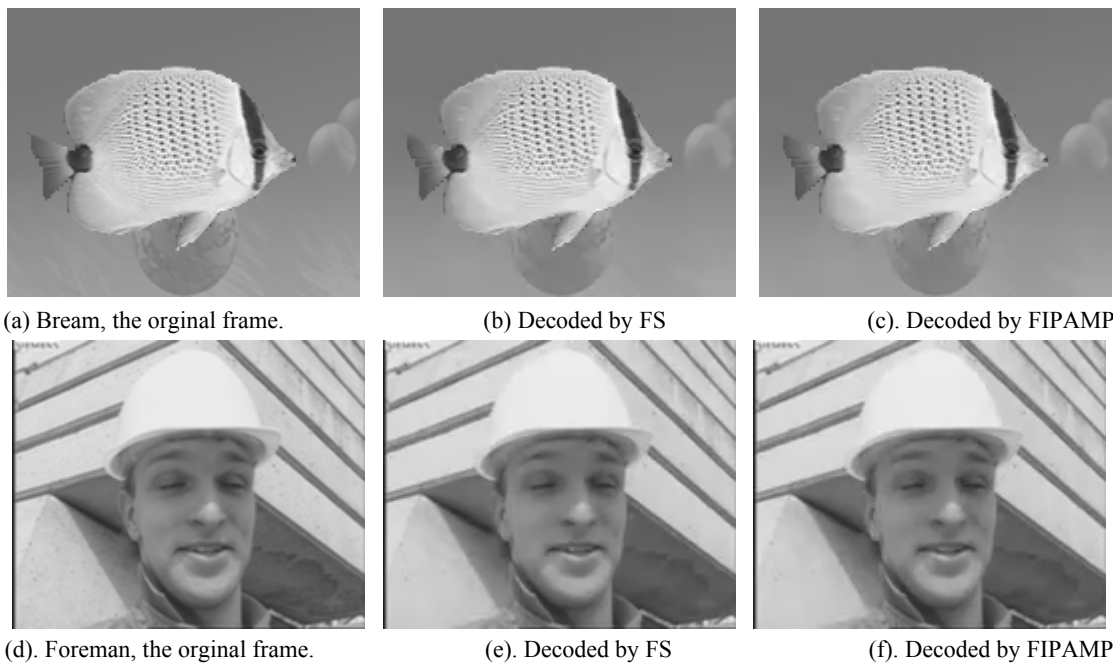 (a) Bream, the orginal frame.
(b) Decoded by FS
(c). Decoded by FIPAMP
(d). Foreman, the orginal frame.
(e). Decoded by FS
(f). Decoded by FIPAMP